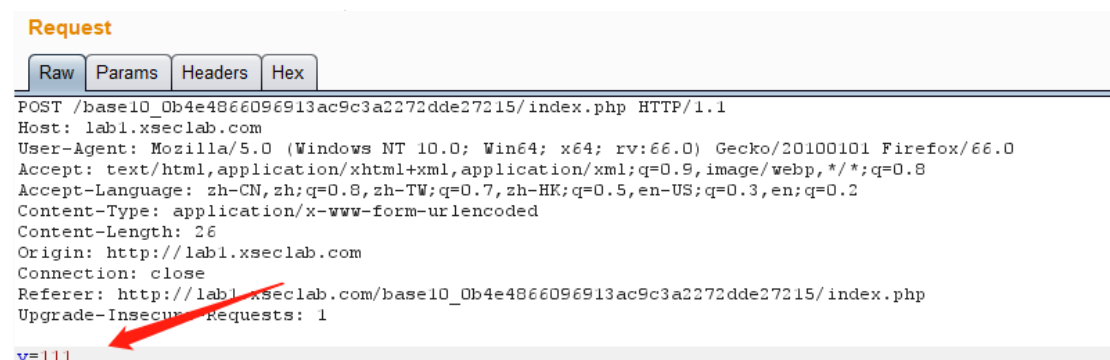 Request
Raw Params Headers Hex
POST /base10_0b4e4866096913ac9c3a2272dde27215/index.php HTTP/1.1
Host: lab1.xseclab.com
User-Agent: Mozilla/5.0 (Windows NT 10.0; Win64; x64; rv:66.0) Gecko/20100101 Firefox/66.0
Accept: text/html,application/xhtml+xml,application/xml;q=0.9,image/webp,*/*;q=0.8
Accept-Language: zh-CN,zh;q=0.8,zh-TW;q=0.7,zh-HK;q=0.5,en-US;q=0.3,en;q=0.2
Content-Type: application/x-www-form-urlencoded
Content-Length: 26
Origin: http://lab1.xseclab.com
Connection: close
Referer: http://lab1.xseclab.com/base10_0b4e4866096913ac9c3a2272dde27215/index.php
Upgrade-Insecure-Requests: 1
v=111